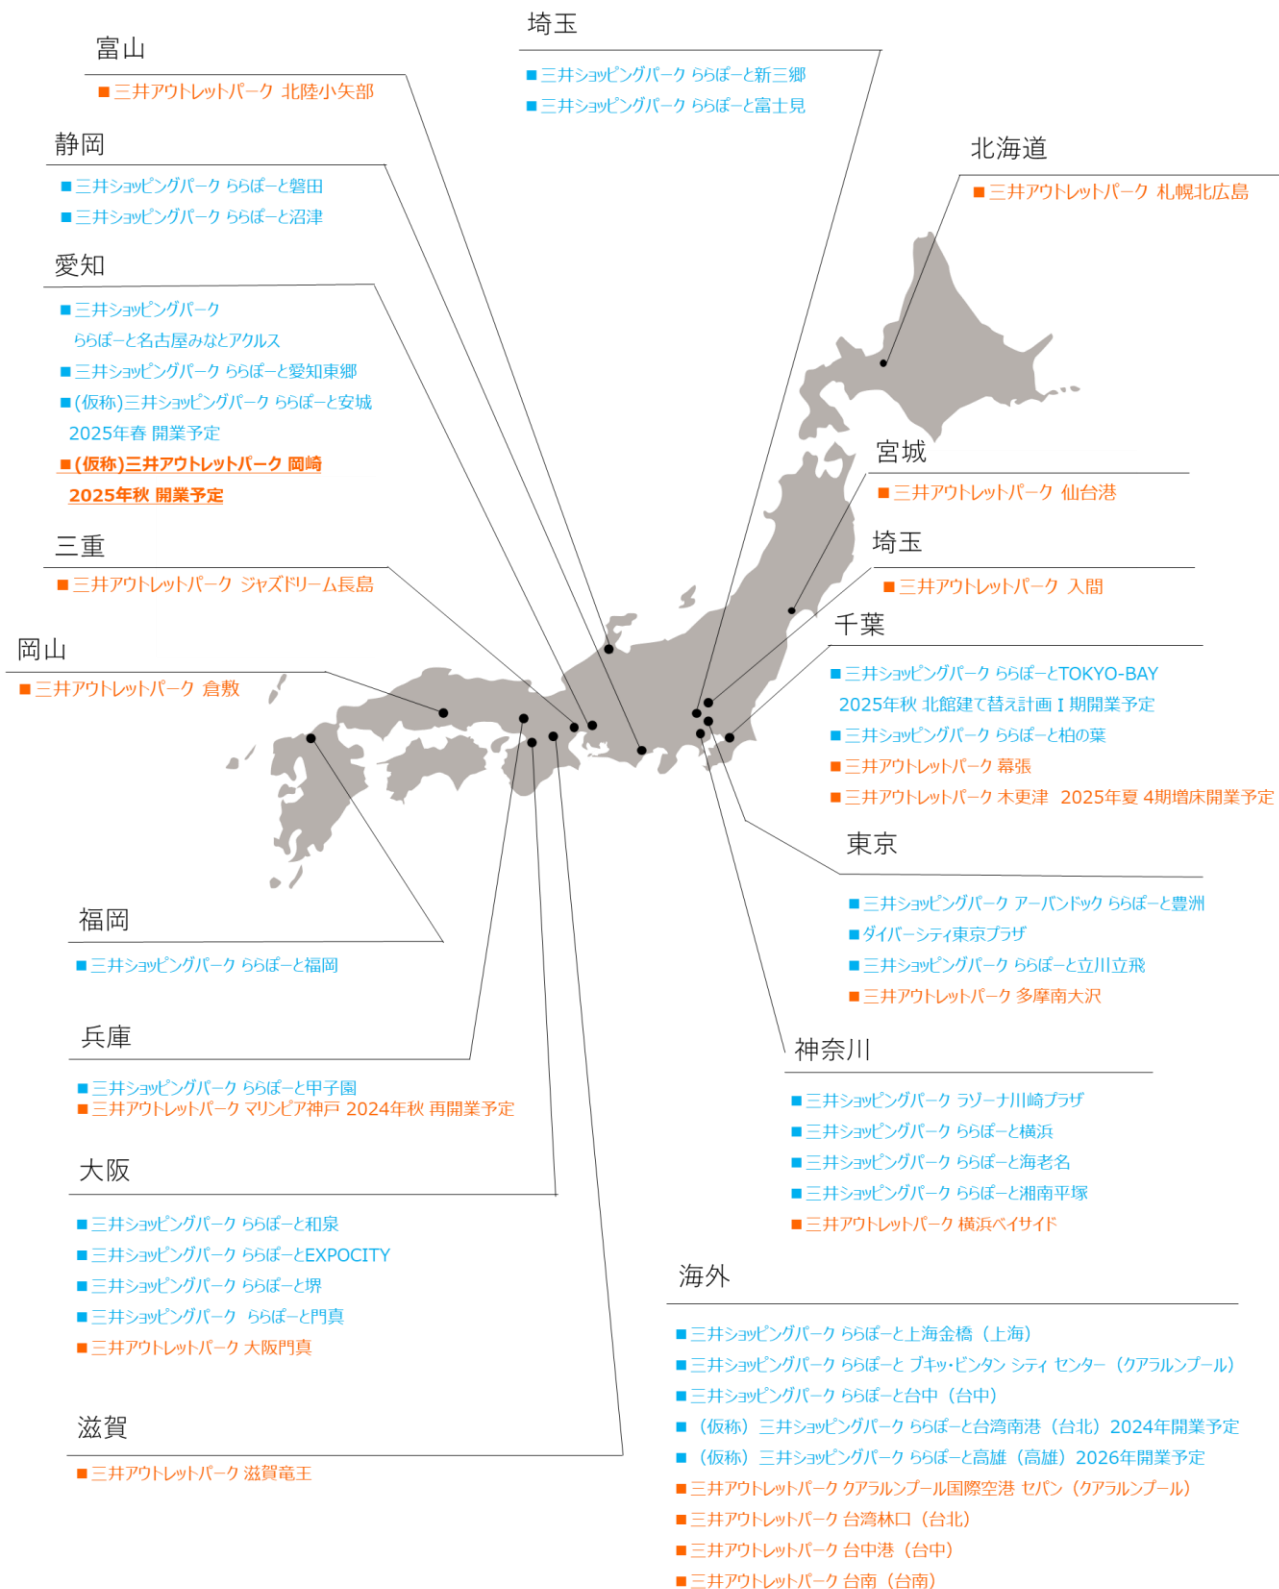 富山
■三井アウトレットパーク 北陸小矢部
静岡
■三井ショッピングパーク ららぽーと磐田
■三井ショッピングパーク ららぽーと沼津
愛知
■三井ショッピングパーク
ららぽーと名古屋みなとアクルス
■三井ショッピングパーク ららぽーと愛知東郷
■(仮称)三井ショッピングパーク ららぽーと安城
2025年春 開業予定
■(仮称)三井アウトレットパーク 岡崎
2025年秋 開業予定
三重
■三井アウトレットパーク ジャズドリーム長島
岡山
■三井アウトレットパーク 倉敷
福岡
■三井ショッピングパーク ららぽーと福岡
兵庫
■三井ショッピングパーク ららぽーと甲子園
■三井アウトレットパーク マリンピア神戸 2024年秋 再開業予定
大阪
■三井ショッピングパーク ららぽーと和泉
■三井ショッピングパーク ららぽーとEXPOCITY
■三井ショッピングパーク ららぽーと堺
■三井ショッピングパーク ららぽーと門真
■三井アウトレットパーク 大阪門真
滋賀
■三井アウトレットパーク 滋賀竜王
埼玉
■三井ショッピングパーク ららぽーと新三郷
■三井ショッピングパーク ららぽーと富士見
北海道
■三井アウトレットパーク 札幌北広島
宮城
■三井アウトレットパーク 仙台港
埼玉
■三井アウトレットパーク 入間
千葉
■三井ショッピングパーク ららぽーとTOKYO-BAY
2025年秋 北館建て替え計画Ⅰ期開業予定
■三井ショッピングパーク ららぽーと柏の葉
■三井アウトレットパーク 幕張
■三井アウトレットパーク 木更津 2025年夏 4期増床開業予定
東京
■三井ショッピングパーク アーバンドック ららぽーと豊洲
■ダイバーシティ東京プラザ
■三井ショッピングパーク ららぽーと立川立飛
■三井アウトレットパーク 多摩南大沢
神奈川
■三井ショッピングパーク ラゾーナ川崎プラザ
■三井ショッピングパーク ららぽーと横浜
■三井ショッピングパーク ららぽーと海老名
■三井ショッピングパーク ららぽーと湘南平塚
■三井アウトレットパーク 横浜ベイサイド
海外
■三井ショッピングパーク ららぽーと上海金橋（上海）
■三井ショッピングパーク ららぽーと ブキッ・ビンタン シティ センター（クアラルンプール）
■三井ショッピングパーク ららぽーと台中（台中）
■（仮称）三井ショッピングパーク ららぽーと台湾南港（台北）2024年開業予定
■（仮称）三井ショッピングパーク ららぽーと高雄（高雄）2026年開業予定
■三井アウトレットパーク クアラルンプール国際空港 セパン（クアラルンプール）
■三井アウトレットパーク 台湾林口（台北）
■三井アウトレットパーク 台中港（台中）
■三井アウトレットパーク 台南（台南）